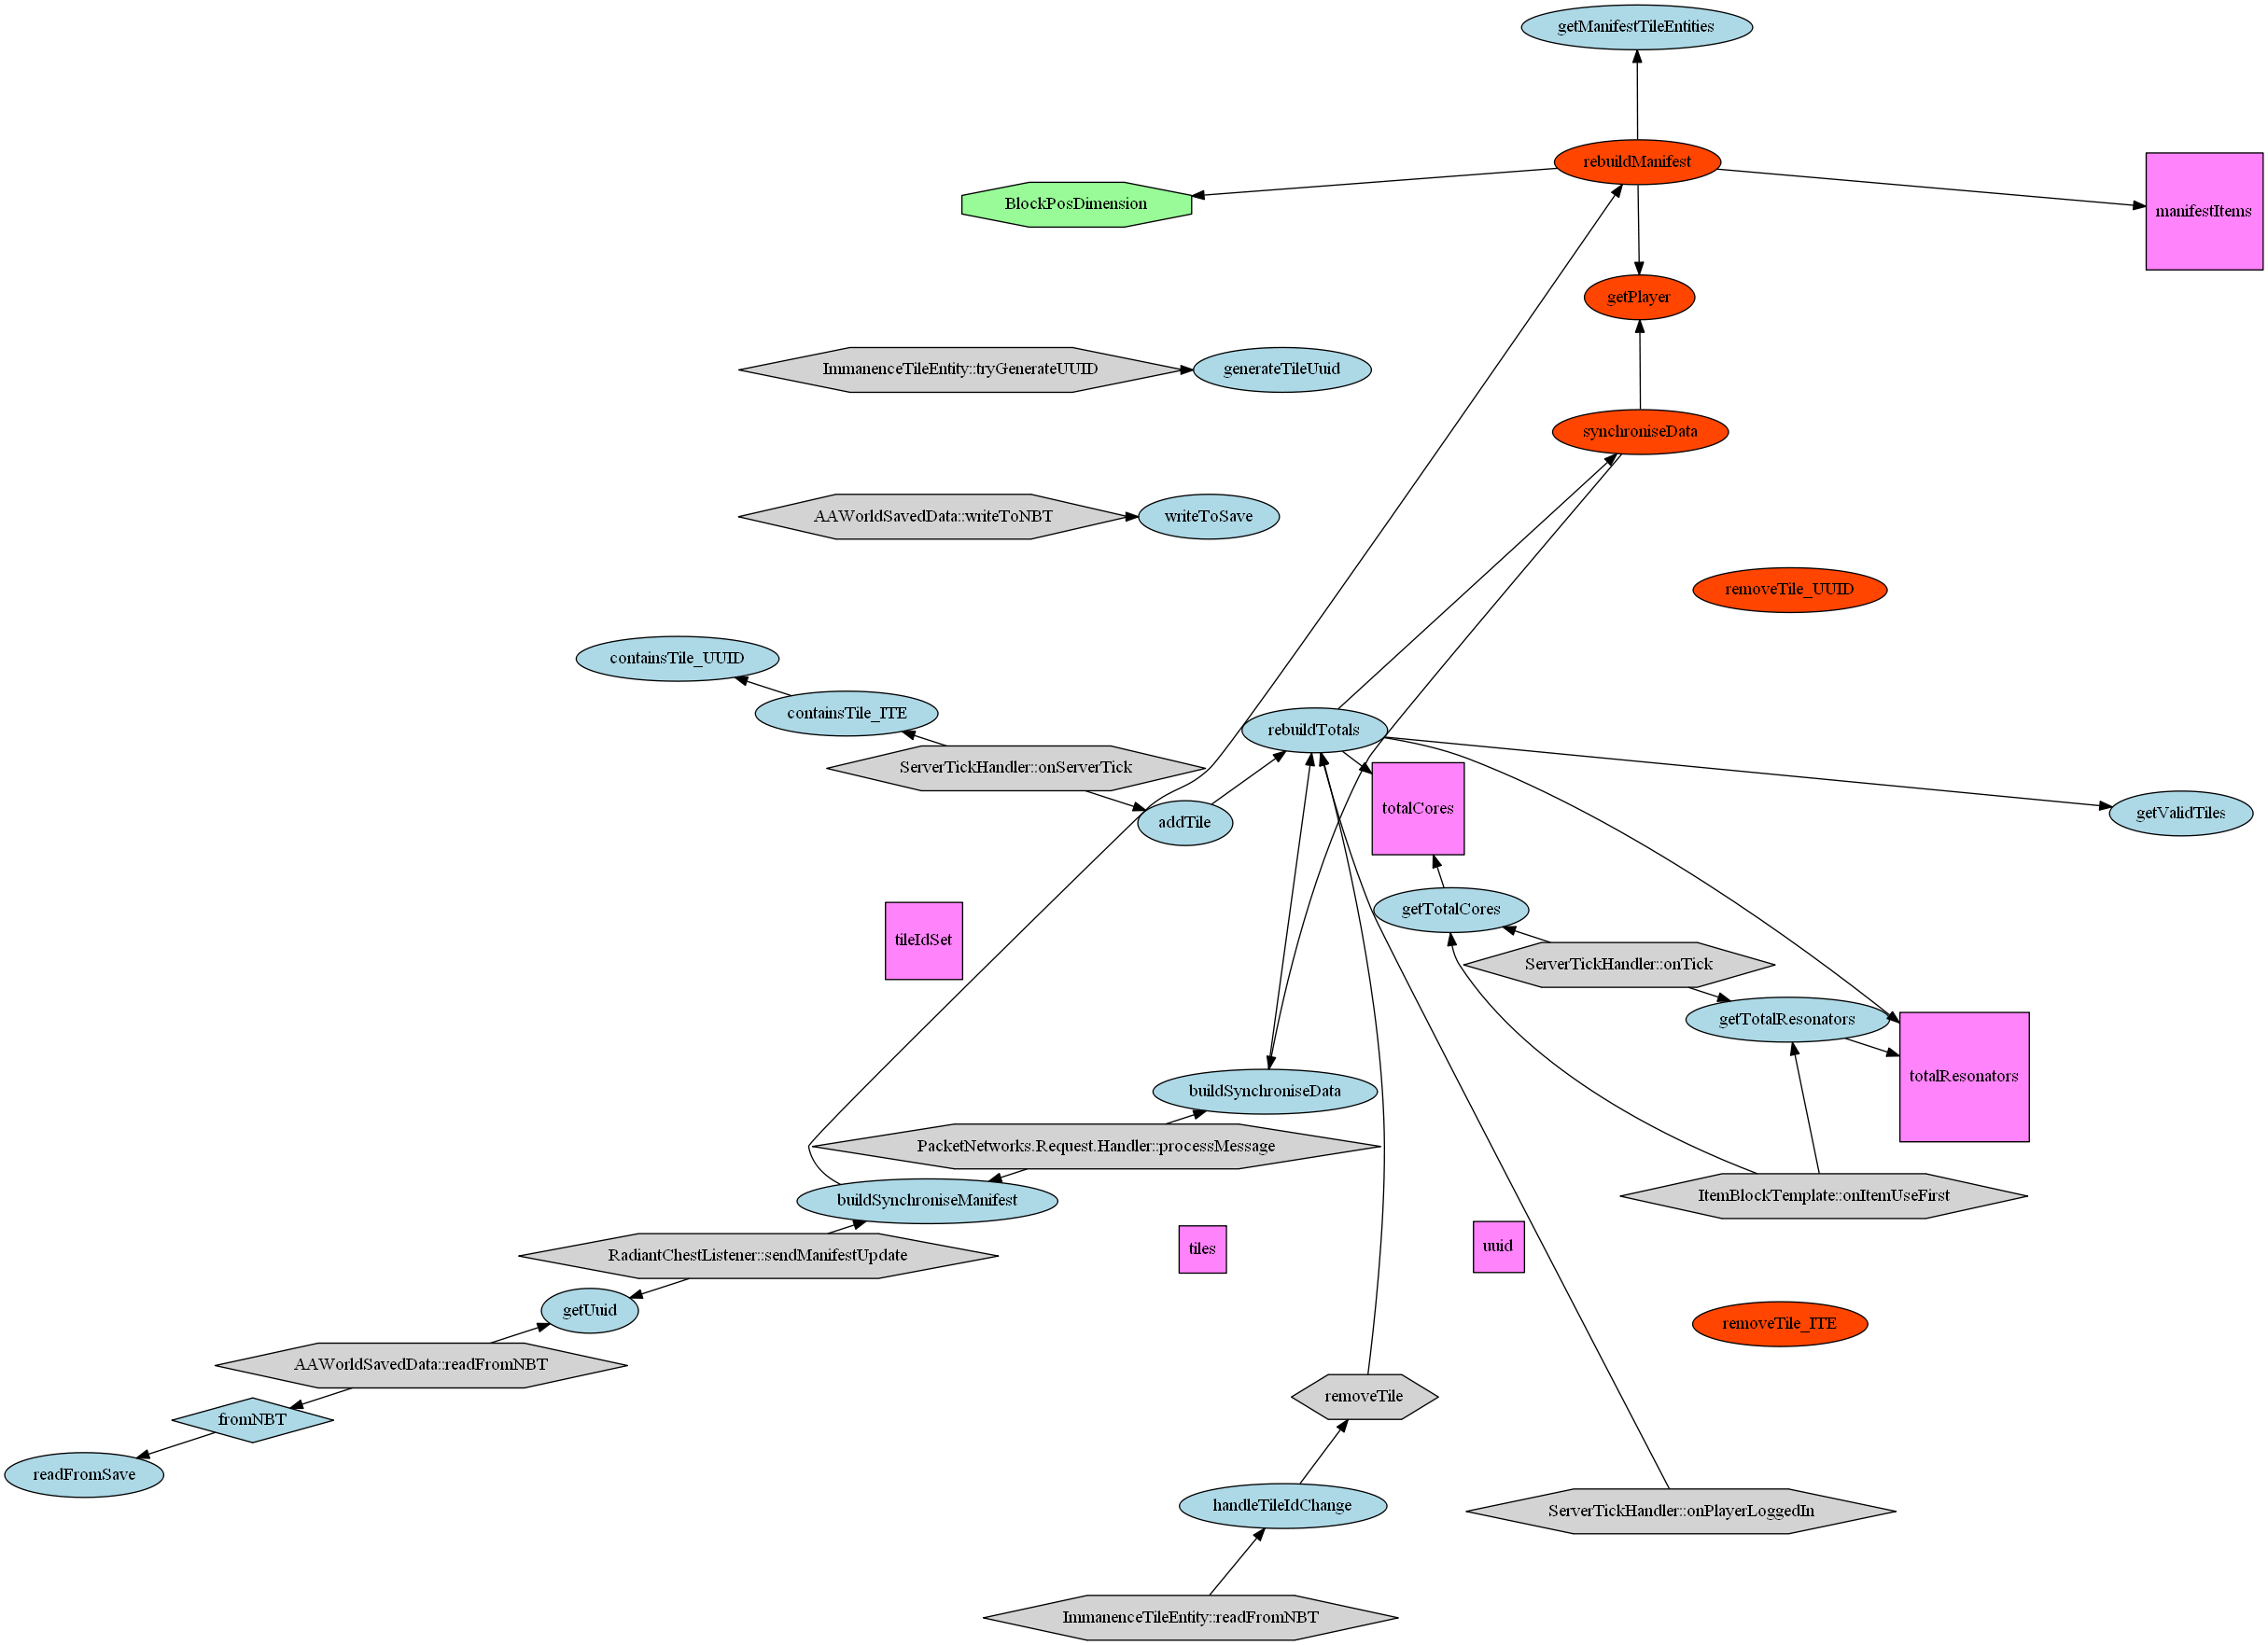 getManifestTileEntities
rebuildManifest
BlockPosDimension
manifestItems
getPlayer
ImmanenceTileEntity::tryGenerateUUID
generateTileUuid
synchroniseData
AAWorldSavedData::writeToNBT
writeToSave
removeTile_UUID
containsTile_UUID
containsTile_ITE
rebuildTotals
ServerTickHandler::onServerTick
totalCores
getValidTiles
addTile
getTotalCores
tileIdSet
ServerTickHandler::onTick
getTotalResonators
totalResonators
buildSynchroniseData
PacketNetworks.Request.Handler::processMessage
buildSynchroniseManifest
ItemBlockTemplate::onItemUseFirst
RadiantChestListener::sendManifestUpdate
tiles
uuid
getUuid
removeTile_ITE
AAWorldSavedData::readFromNBT
removeTile
fromNBT
readFromSave
handleTileIdChange
ServerTickHandler::onPlayerLoggedIn
ImmanenceTileEntity::readFromNBT